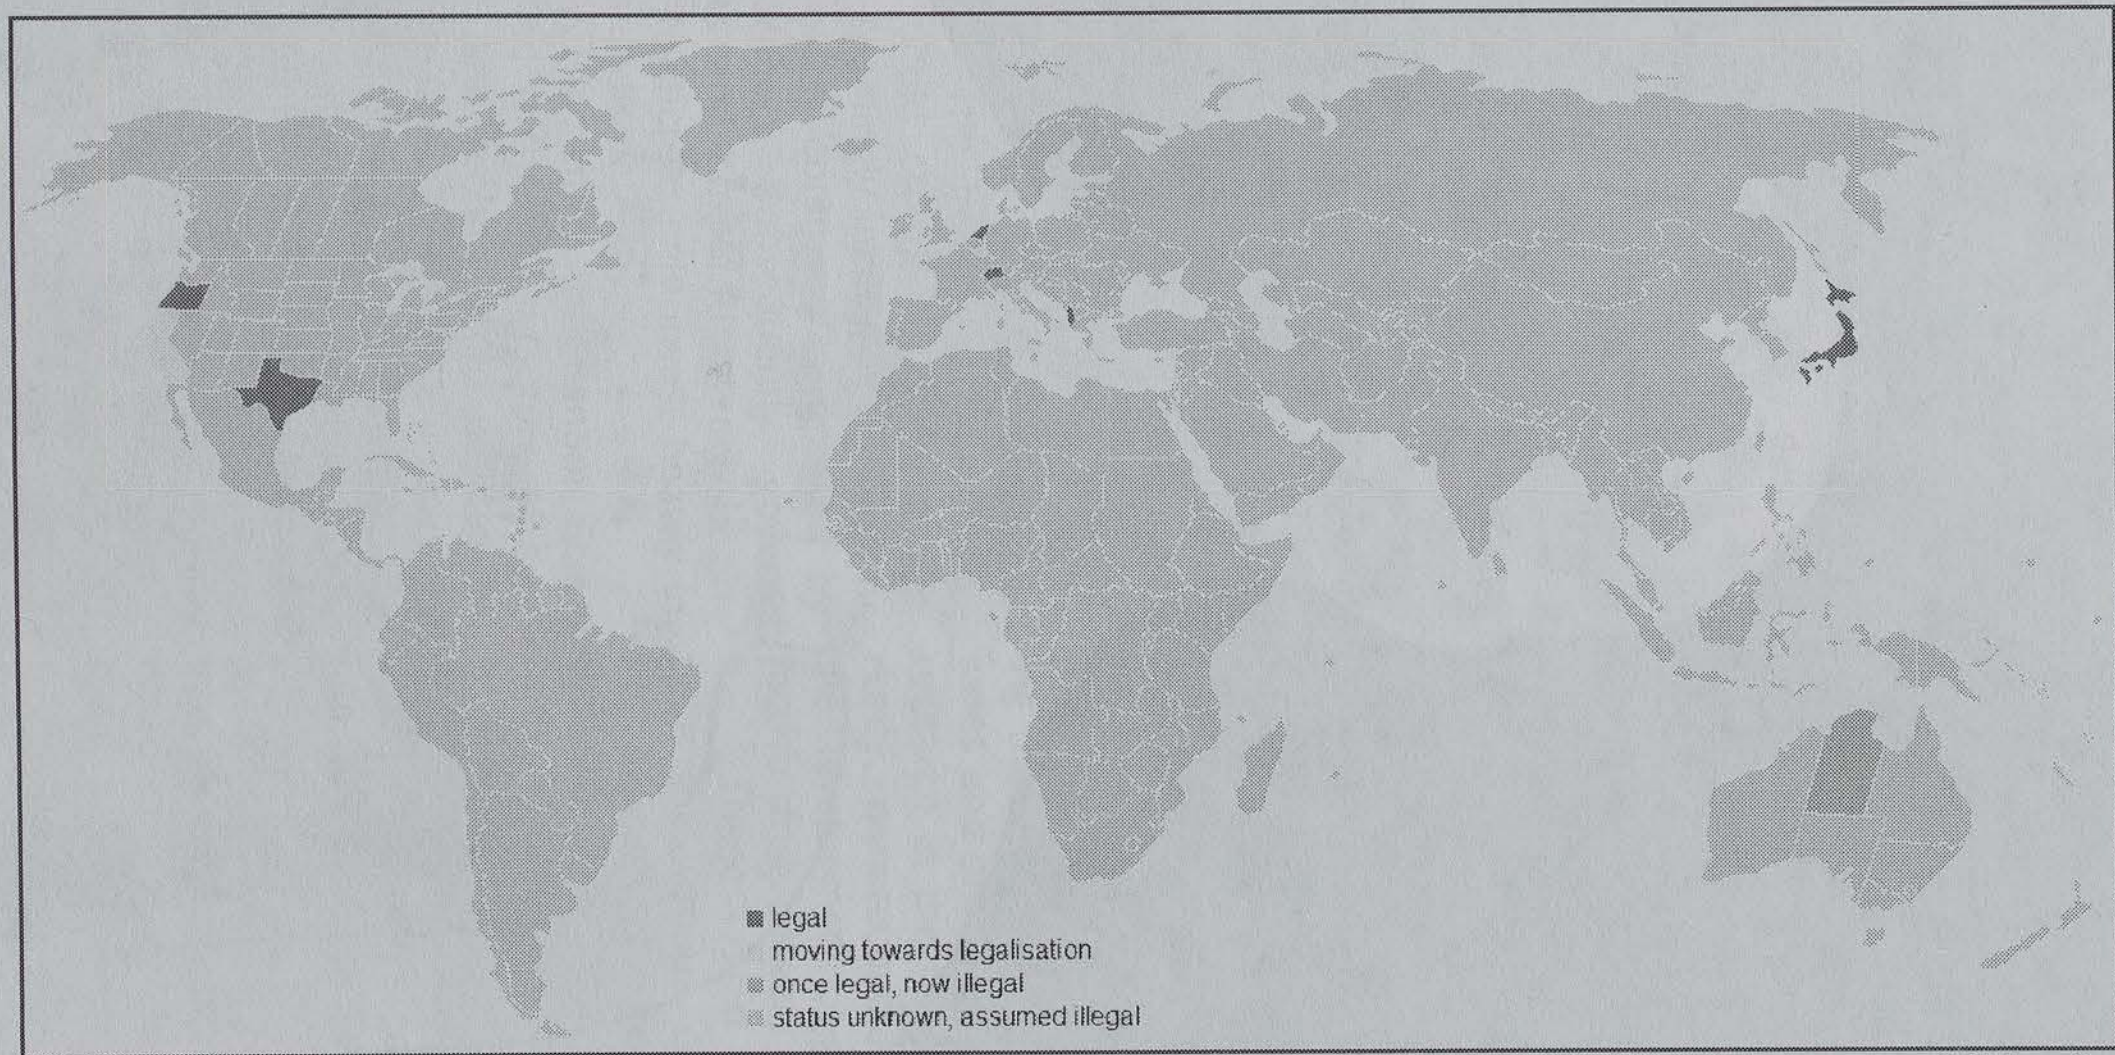 legal
moving towards legalisation
once legal, now illegal
status unknown, assumed illegal